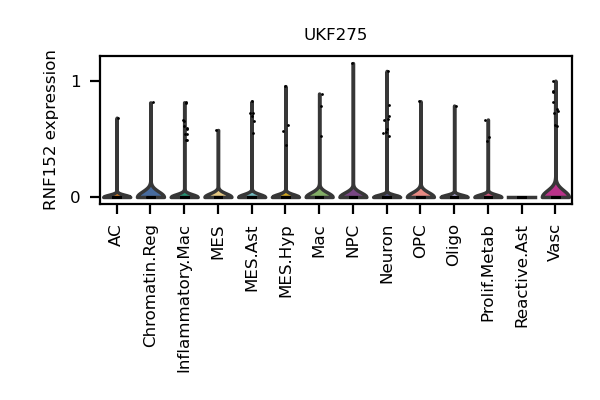 UKF275
RNF152 expression
1
0
AC
Chromatin.Reg
Inflammatory.Mac
MES
MES.Ast
MES.Hyp
Mac
NPC
Neuron
OPC
Oligo
Prolif.Metab
Reactive.Ast
Vasc